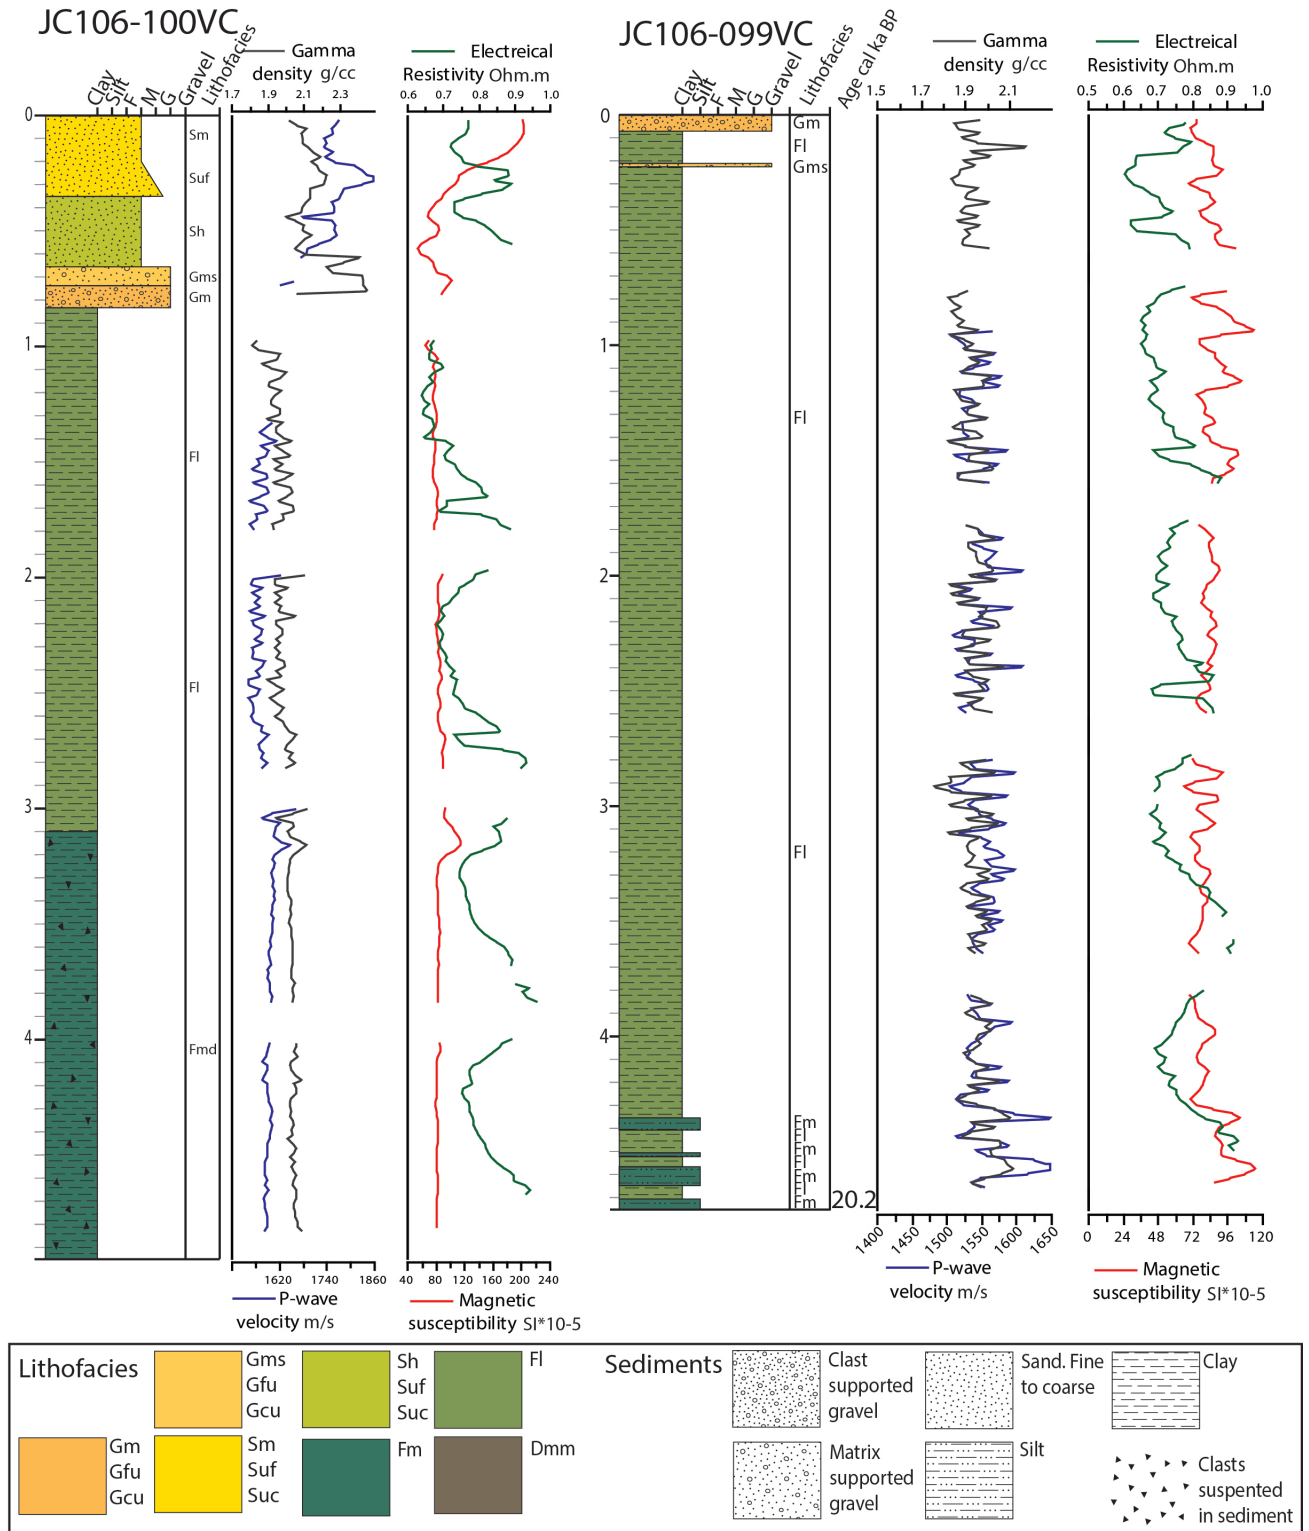 JC106-100VC
Clay
Silt
F
M
G
Gravel
Lithofacies
Gamma
density g/cc
1.7 1.9 2.1 2.3
Electreical
Resistivity Ohm.m
0.6 0.7 0.8 0.9 1.0
0
1
2
3
4
Sm
Suf
Sh
Gms
Gm
Fl
Fl
Fmd
1620 1740 1860
P-wave
velocity m/s
40 80 120 160 200 240
Magnetic
susceptibility SI*10-5
JC106-099VC
Clay
Silt
F
M
G
Gravel
Lithofacies
Age cal ka BP
Gamma
density g/cc
1.5 1.7 1.9 2.1
Electreical
Resistivity Ohm.m
0.5 0.6 0.7 0.8 0.9 1.0
0
1
2
3
4
Gm
Fl
Gms
Fl
Fl
Fm
Fl
Fm
Fl
Fm
Fl
Fm
20.2
1400 1450 1500 1550 1600 1650
P-wave
velocity m/s
0 24 48 72 96 120
Magnetic
susceptibility SI*10-5
Lithofacies
Gms
Gfu
Gcu
Sh
Suf
Suc
Fl
Gm
Gfu
Gcu
Sm
Suf
Suc
Fm
Dmm
Sediments
Clast
supported
gravel
Sand. Fine
to coarse
Clay
Matrix
supported
gravel
Silt
Clasts
suspented
in sediment